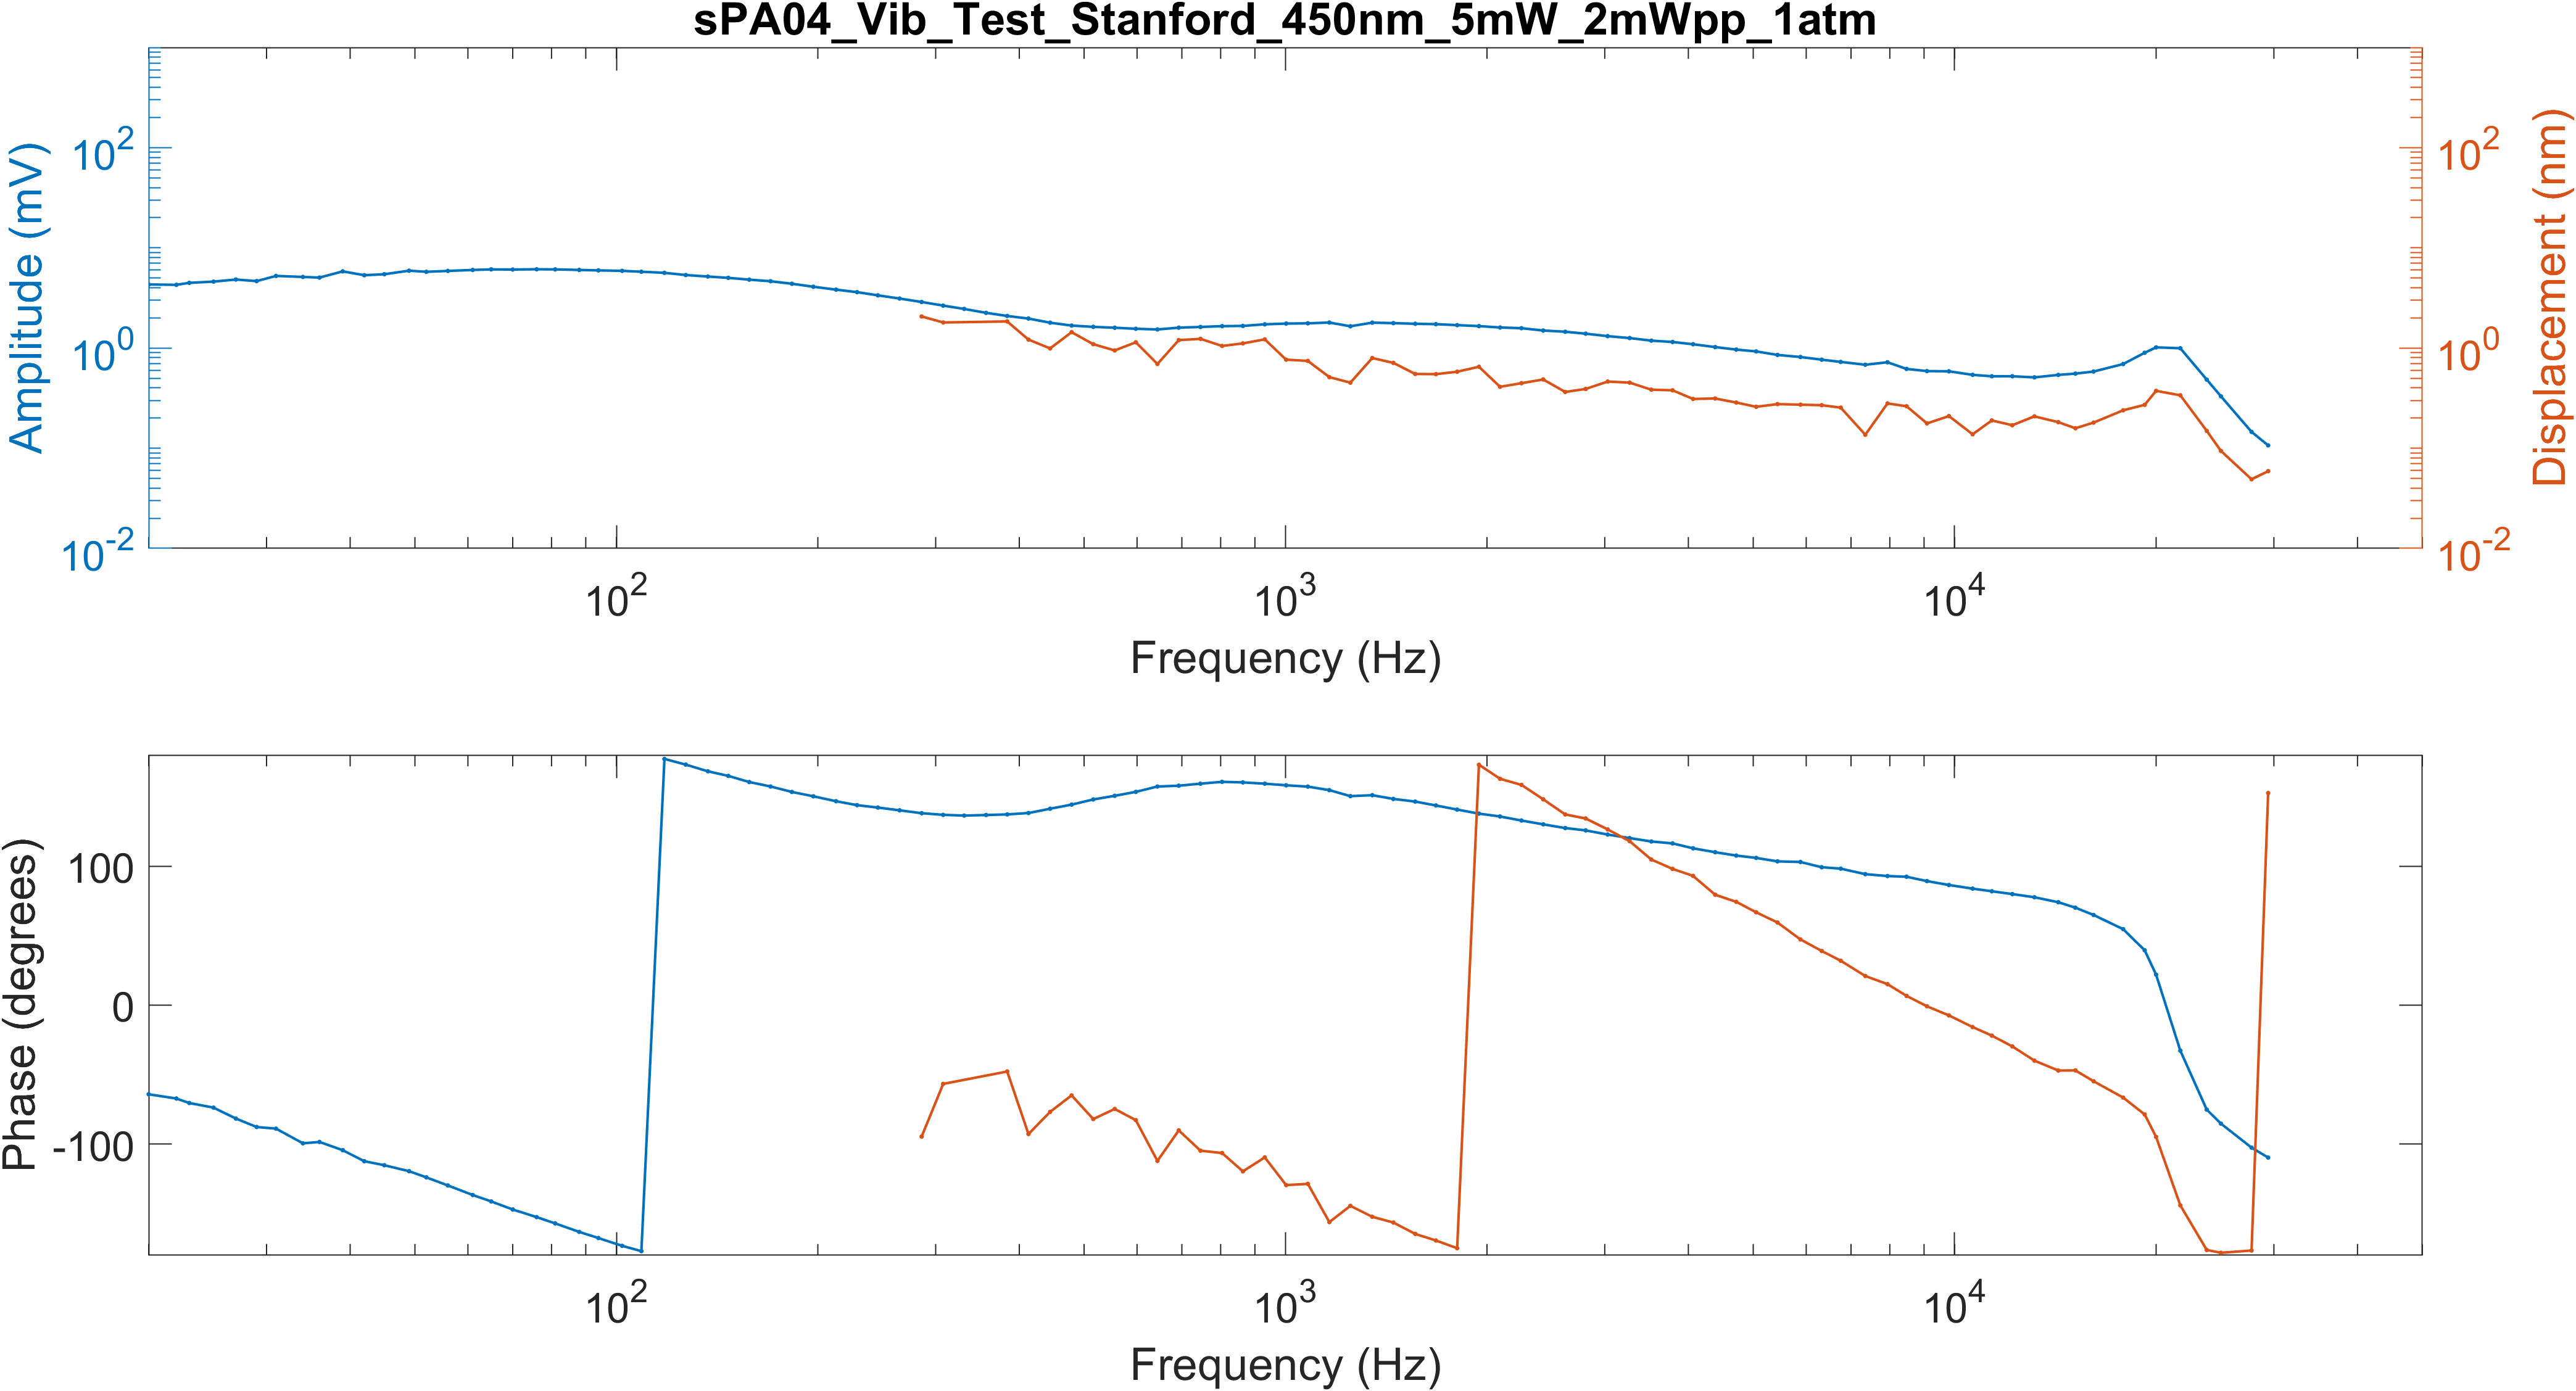 sPA04_Vib_Test_Stanford_450nm_5mW_2mWpp_1atm
Amplitude (mV)
10^2
10^0
10^-2
Displacement (nm)
10^2
10^0
10^-2
10^2 10^3 10^4
Frequency (Hz)
Phase (degrees)
100
0
-100
10^2 10^3 10^4
Frequency (Hz)